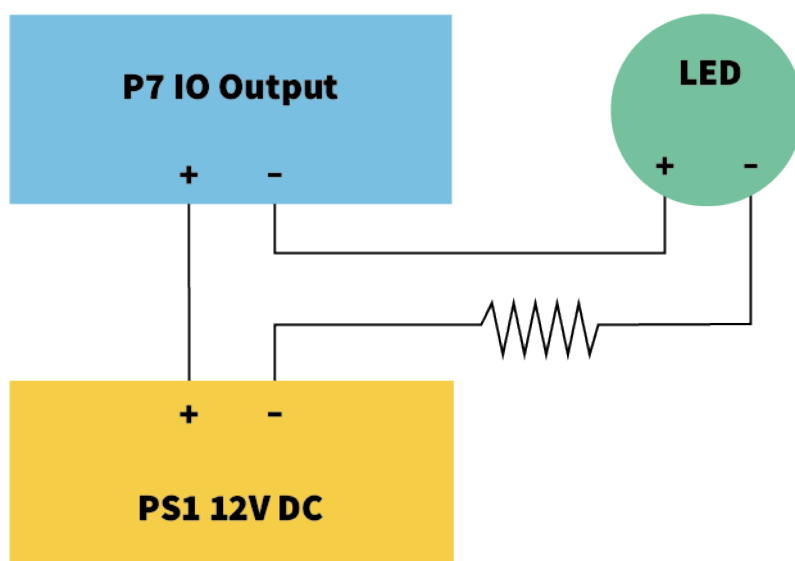 P7 IO Output
+ –
LED
+ –
+ –
PS1 12V DC